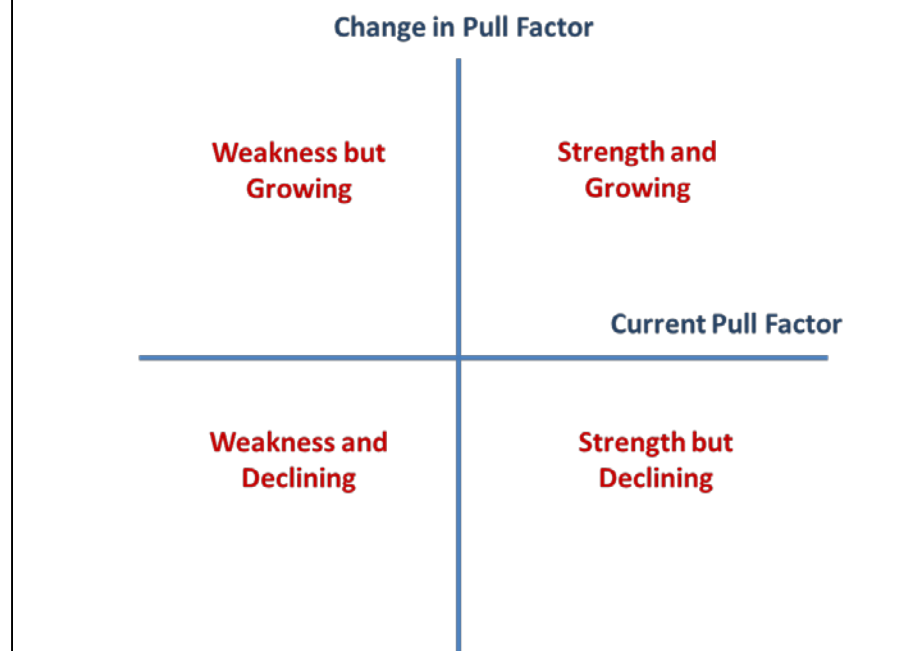 Change in Pull Factor
Weakness but
Growing
Strength and
Growing
Current Pull Factor
Weakness and
Declining
Strength but
Declining